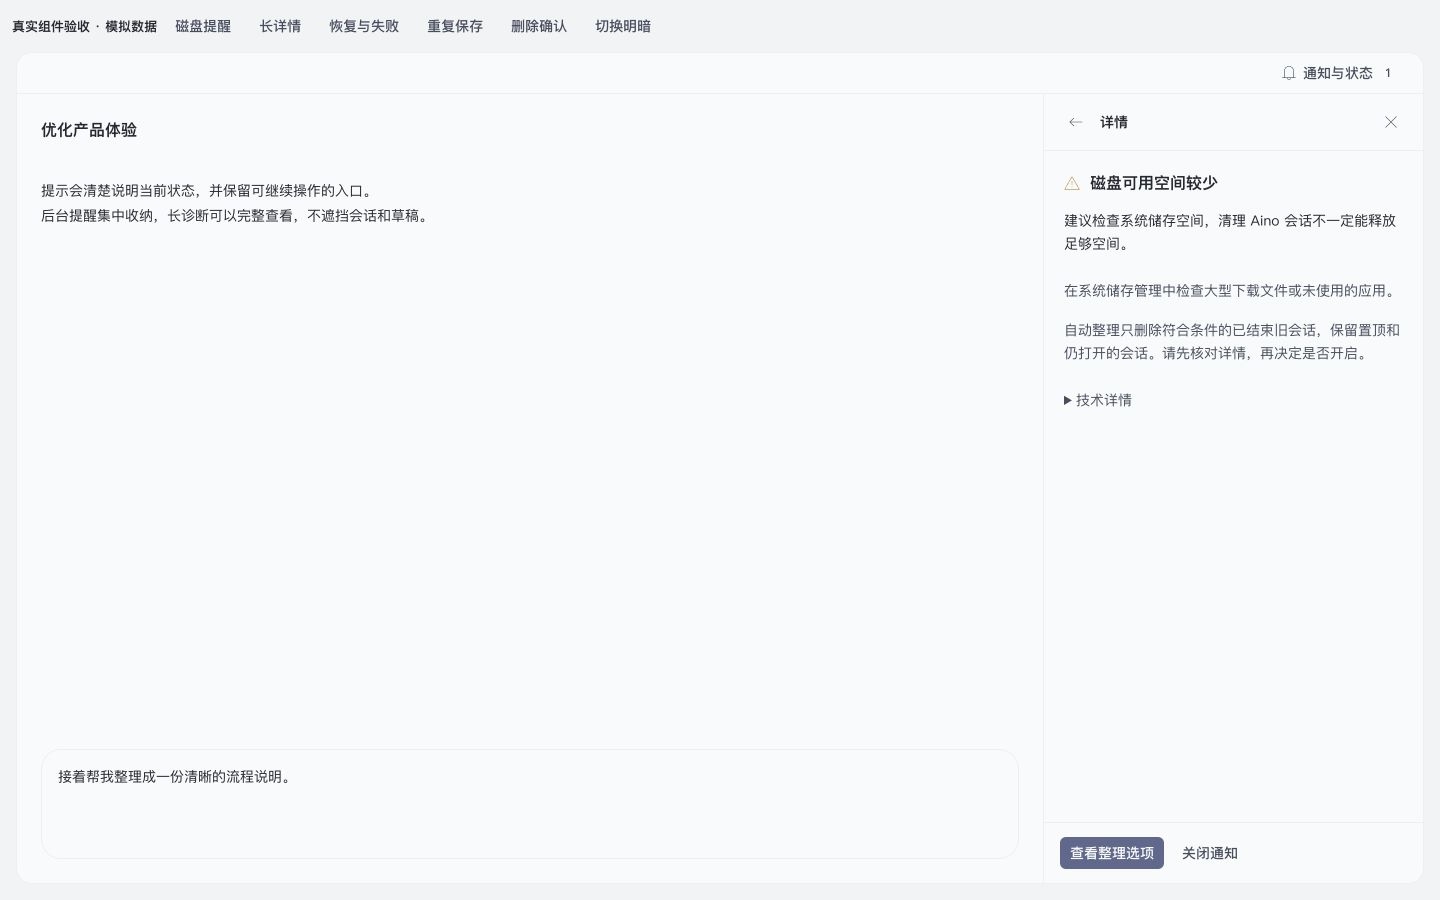 真实组件验收 · 模拟数据 磁盘提醒 长详情 恢复与失败 重复保存 删除确认 切换明暗
通知与状态 1
优化产品体验
提示会清楚说明当前状态，并保留可继续操作的入口。
后台提醒集中收纳，长诊断可以完整查看，不遮挡会话和草稿。
接着帮我整理成一份清晰的流程说明。
详情
磁盘可用空间较少
建议检查系统储存空间，清理 Aino 会话不一定能释放
足够空间。
在系统储存管理中检查大型下载文件或未使用的应用。
自动整理只删除符合条件的已结束旧会话，保留置顶和
仍打开的会话。请先核对详情，再决定是否开启。
技术详情
查看整理选项 关闭通知